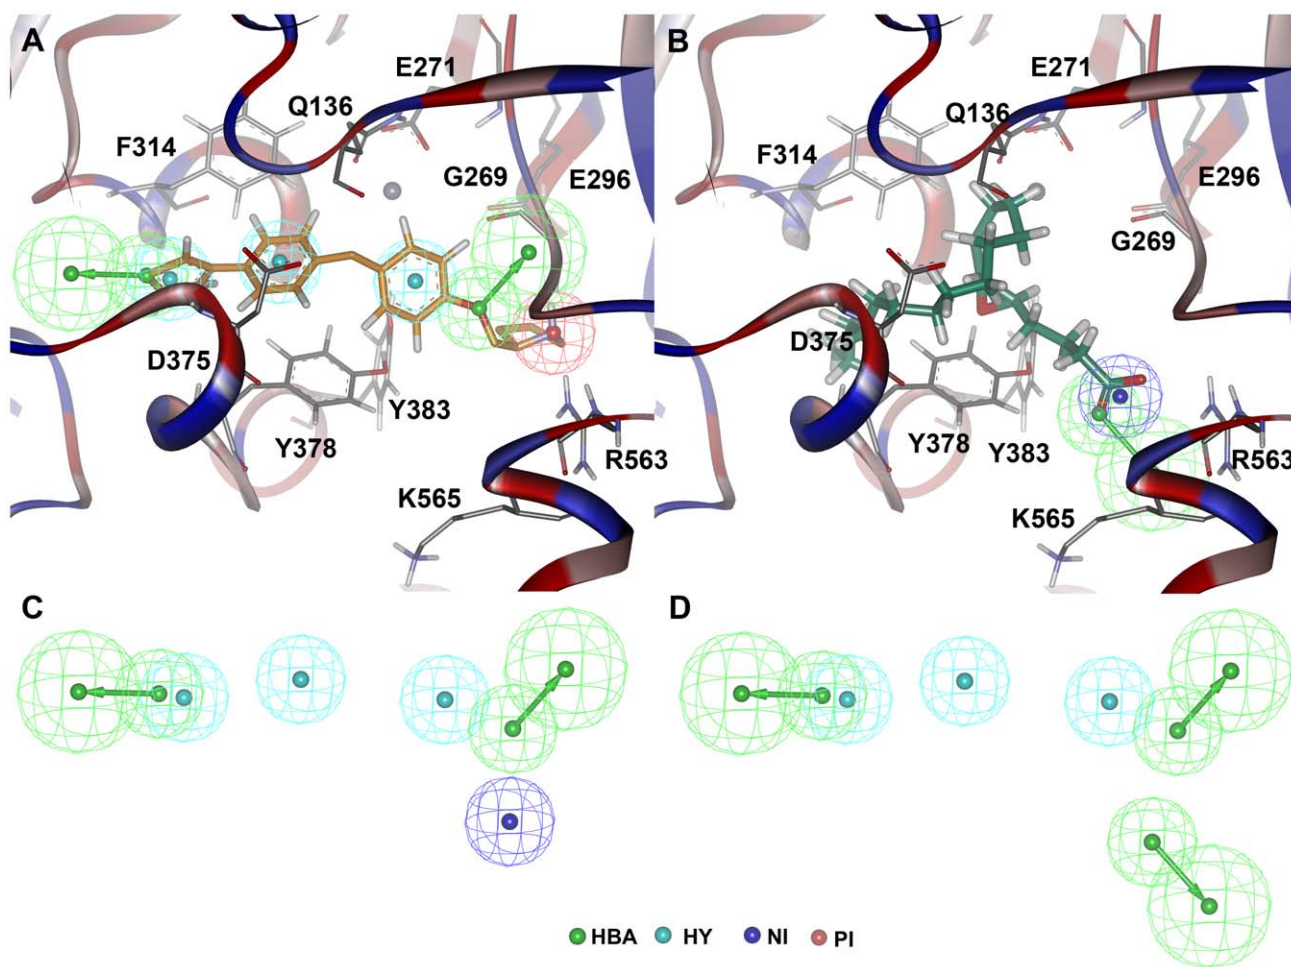 A
E271
Q136
F314
G269
E296
D375
Y383
Y378
R563
K565
B
E271
Q136
F314
E296
G269
D375
Y378
Y383
R563
K565
C
D
HBA HY NI PI